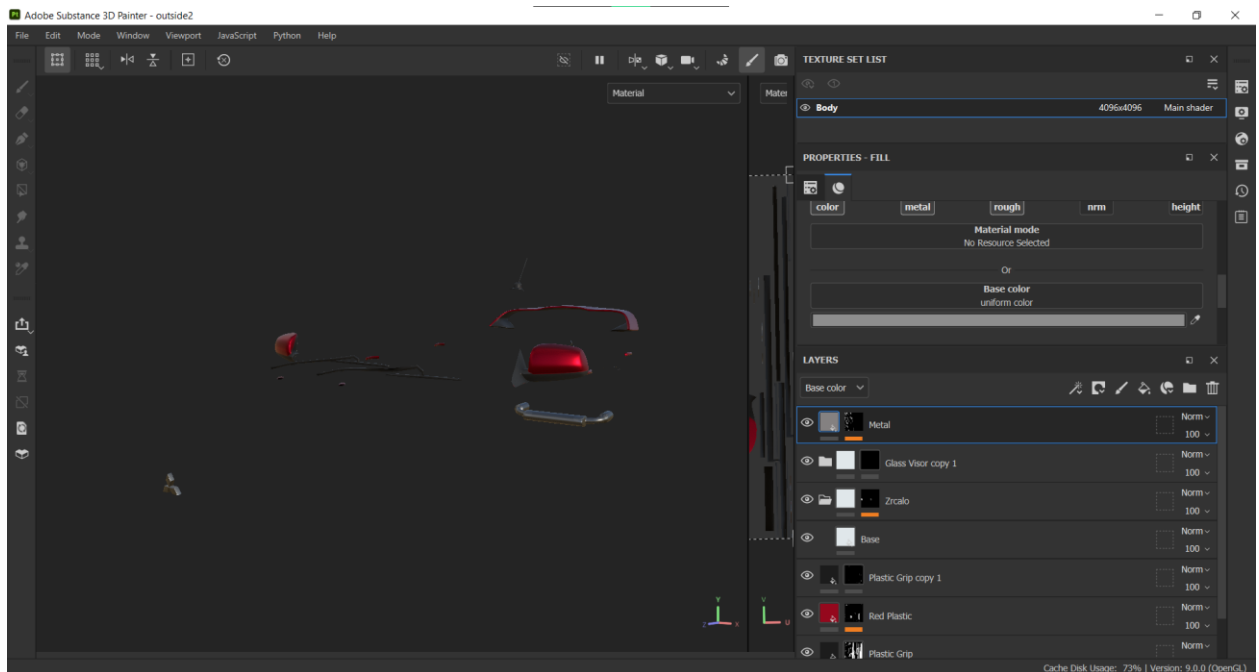 Pt Adobe Substance 3D Painter - outside2
File Edit Mode Window Viewport JavaScript Python Help
Material
Mater
TEXTURE SET LIST
Body 4096x4096 Main shader
PROPERTIES - FILL
color metal rough nrm height
Material mode
No Resource Selected
Or
Base color
uniform color
LAYERS
Base color
Metal Norm 100
Glass Visor copy 1 Norm 100
Zrcalo Norm 100
Base Norm 100
Plastic Grip copy 1 Norm 100
Red Plastic Norm 100
Plastic Grip Norm
Y
Z X
V
U
Cache Disk Usage: 73% | Version: 9.0.0 (OpenGL)